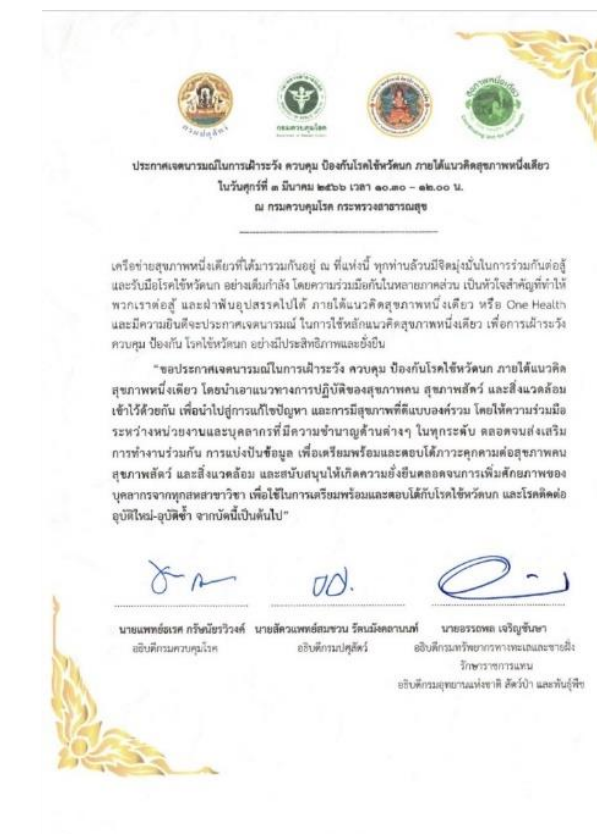 กรมปศุสัตว์
กรมควบคุมโรค
สุขภาพหนึ่งเดียว
ประกาศเจตนารมณ์ในการเฝ้าระวัง ควบคุม ป้องกันโรคไข้หวัดนก ภายใต้แนวคิดสุขภาพหนึ่งเดียว
ในวันศุกร์ที่ ๓ มีนาคม ๒๕๖๖ เวลา ๑๐.๓๐ – ๑๒.๐๐ น.
ณ กรมควบคุมโรค กระทรวงสาธารณสุข
เครือข่ายสุขภาพหนึ่งเดียวที่ได้มารวมกันอยู่ ณ ที่แห่งนี้ ทุกท่านล้วนมีจิตมุ่งมั่นในการร่วมกันต่อสู้
และรับมือโรคไข้หวัดนก อย่างเต็มกำลัง โดยความร่วมมือกันในหลายภาคส่วน เป็นหัวใจสำคัญที่ทำให้
พวกเราต่อสู้ และฝ่าฟันอุปสรรคไปได้ ภายใต้แนวคิดสุขภาพหนึ่งเดียว หรือ One Health
และมีความยินดีจะประกาศเจตนารมณ์ ในการใช้หลักแนวคิดสุขภาพหนึ่งเดียว เพื่อการเฝ้าระวัง
ควบคุม ป้องกัน โรคไข้หวัดนก อย่างมีประสิทธิภาพและยั่งยืน
"ขอประกาศเจตนารมณ์ในการเฝ้าระวัง ควบคุม ป้องกันโรคไข้หวัดนก ภายใต้แนวคิด
สุขภาพหนึ่งเดียว โดยนำเอาแนวทางการปฏิบัติของสุขภาพคน สุขภาพสัตว์ และสิ่งแวดล้อม
เข้าไว้ด้วยกัน เพื่อนำไปสู่การแก้ไขปัญหา และการมีสุขภาพที่ดีแบบองค์รวม โดยให้ความร่วมมือ
ระหว่างหน่วยงานและบุคลากรที่มีความชำนาญด้านต่างๆ ในทุกระดับ ตลอดจนส่งเสริม
การทำงานร่วมกัน การแบ่งปันข้อมูล เพื่อเตรียมพร้อมและตอบโต้ภาวะคุกคามต่อสุขภาพคน
สุขภาพสัตว์ และสิ่งแวดล้อม และสนับสนุนให้เกิดความยั่งยืนตลอดจนการเพิ่มศักยภาพของ
บุคลากรจากทุกสหสาขาวิชา เพื่อใช้ในการเตรียมพร้อมและตอบโต้กับโรคไข้หวัดนก และโรคติดต่อ
อุบัติใหม่-อุบัติซ้ำ จากบัดนี้เป็นต้นไป"
นายแพทย์ธเรศ กรัษนัยรวิวงค์ นายสัตวแพทย์สมชวน รัตนมังคลานนท์ นายอรรถพล เจริญชันษา
อธิบดีกรมควบคุมโรค อธิบดีกรมปศุสัตว์ อธิบดีกรมทรัพยากรทางทะเลและชายฝั่ง
รักษาราชการแทน
อธิบดีกรมอุทยานแห่งชาติ สัตว์ป่า และพันธุ์พืช